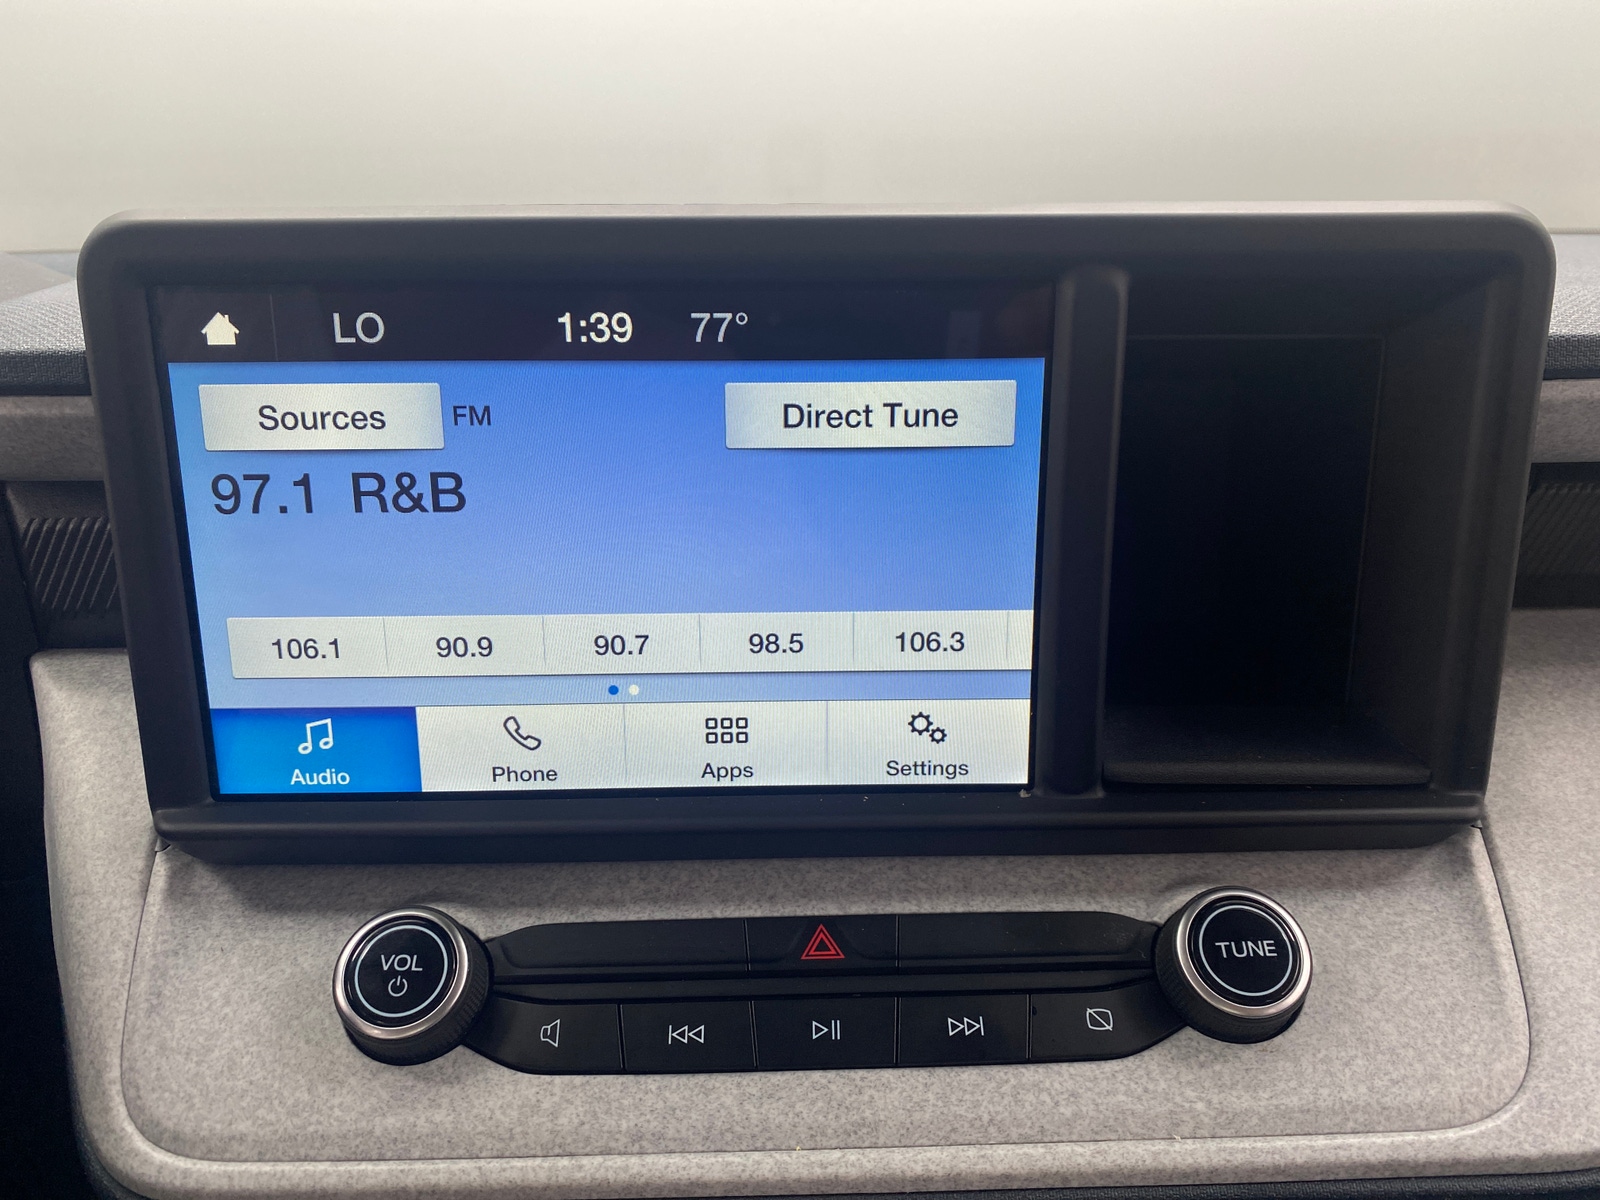 LO 1:39 77°
Sources FM Direct Tune
97.1 R&B
106.1 90.9 90.7 98.5 106.3
Audio Phone Apps Settings
VOL TUNE